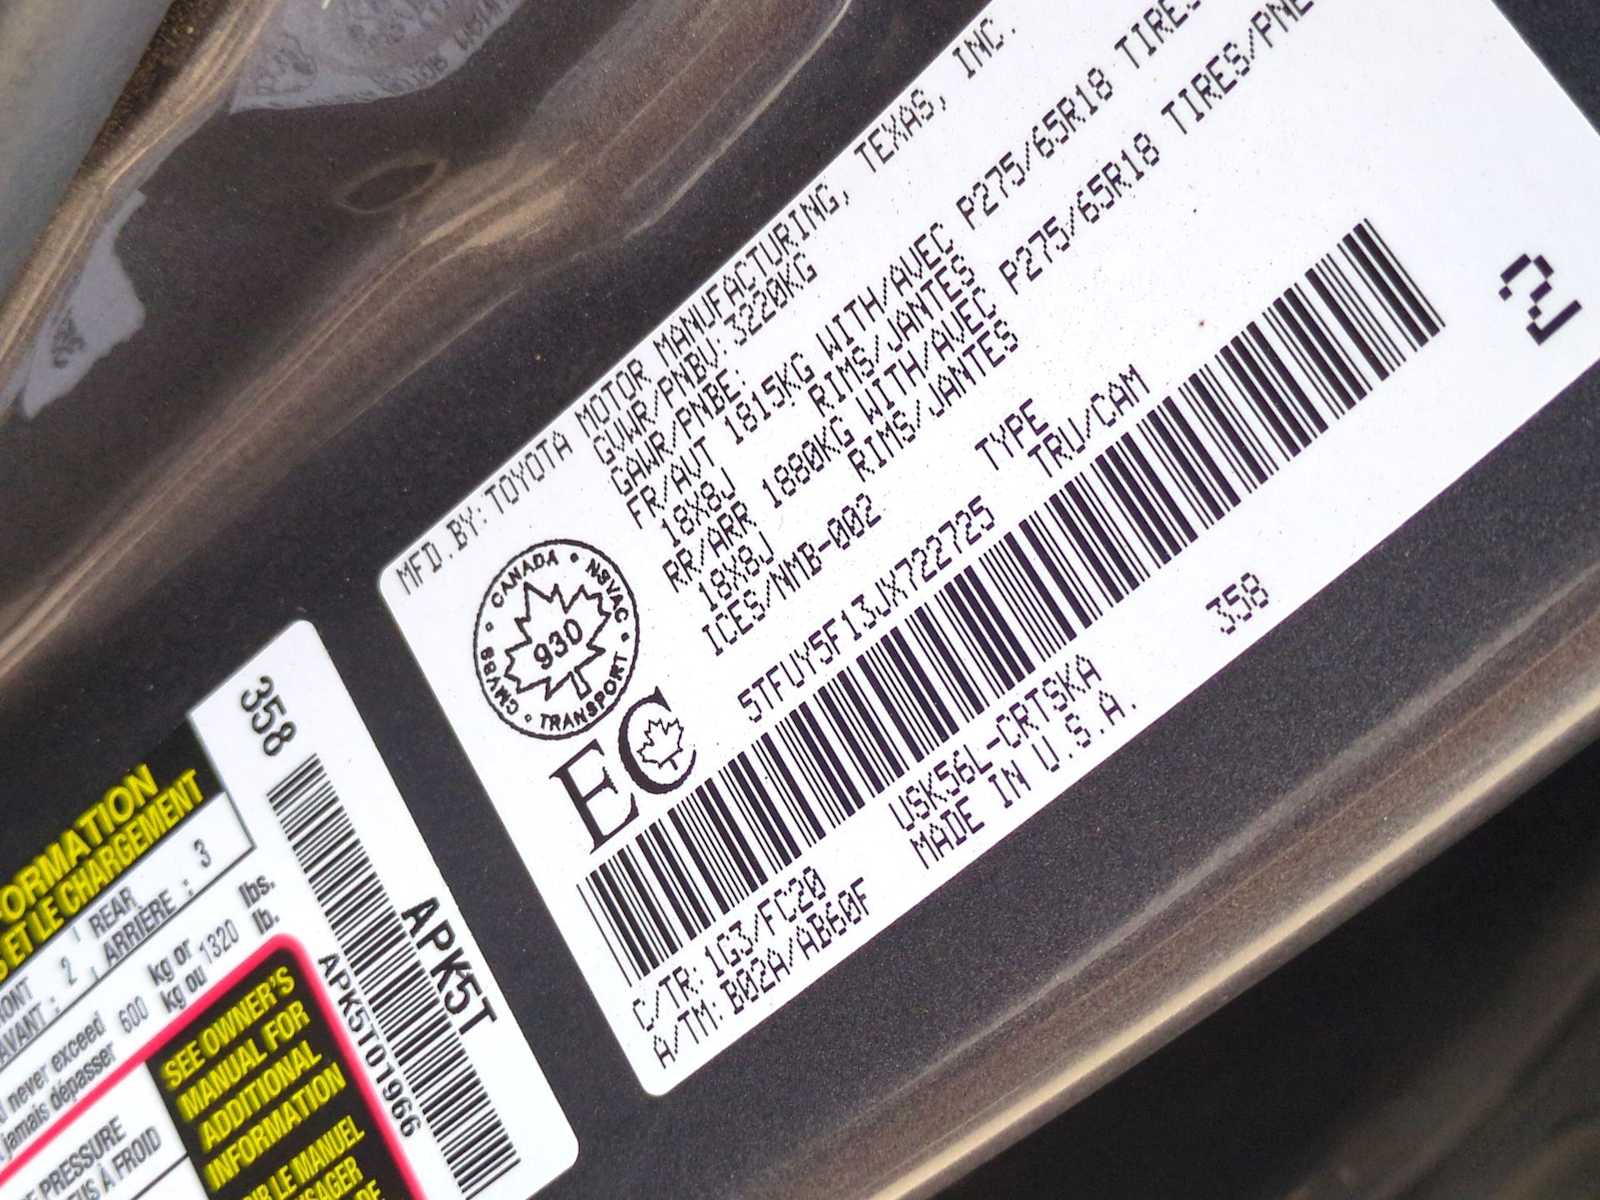 MFD.BY:TOYOTA MOTOR MANUFACTURING, TEXAS, INC.
GVWR/PNBV:3220KG
GAWR/PNBE:
FR/AVT 1815KG WITH/AVEC P275/65R18 TIRES
18X8J RIMS/JANTES
RR/ARR 1880KG WITH/AVEC P275/65R18 TIRES/PNE
18X8J RIMS/JANTES
ICES/NMB-002
TYPE
5TFUY5F13JX722725 TRU/CAM
CANADA • NSVAC • TRANSPORT • CMVSS •
930
EC
2
USK56L-CRTSKA 358
MADE IN U.S.A.
C/TR: 1G3/FC20
A/TM: B02A/AB60F
358
APK5T
APK5T01966
ORMATION
ET LE CHARGEMENT
REAR
AVANT : 2 , ARRIÈRE : 3
never exceed 600 kg or 1320 lbs.
jamais dépasser kg ou lb.
SEE OWNER'S
MANUAL FOR
ADDITIONAL
INFORMATION
LE MANUEL
PRESSURE
À FROID